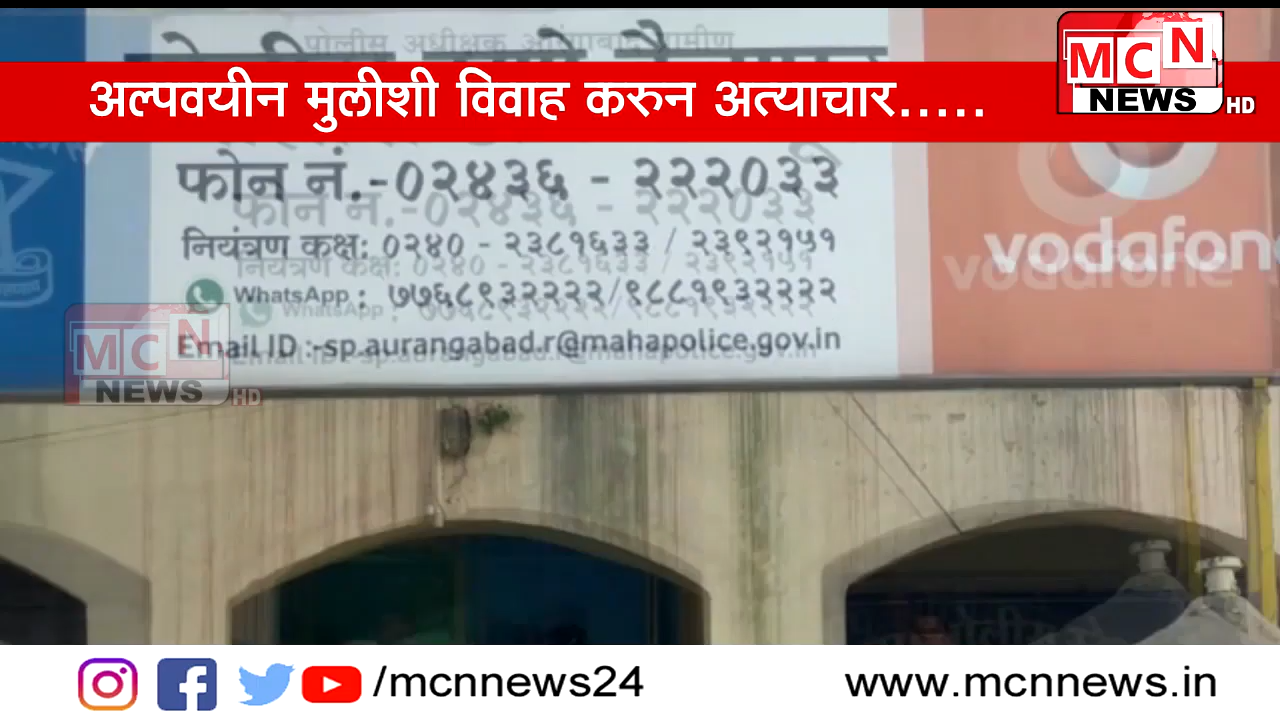 पोलीस अधीक्षक औरंगाबाद ग्रामीण
MCN
NEWS HD
अल्पवयीन मुलीशी विवाह करुन अत्याचार.....
फोन नं.-०२४३६ - २२२०३३
नियंत्रण कक्ष: ०२४० - २३८१६३३ / २३९२१५१
WhatsApp : ७७६८९३२२२२/९८८१९३२२२२
Email ID :-sp.aurangabad.r@mahapolice.gov.in
vodafon
MCN
NEWS HD
/mcnnews24
www.mcnnews.in